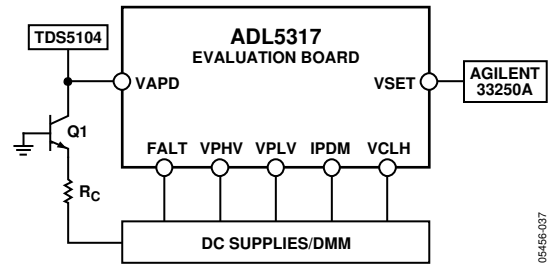 TDS5104
ADL5317
EVALUATION BOARD
VAPD
VSET
AGILENT
33250A
Q1
FALT VPHV VPLV IPDM VCLH
RC
DC SUPPLIES/DMM
05456-037